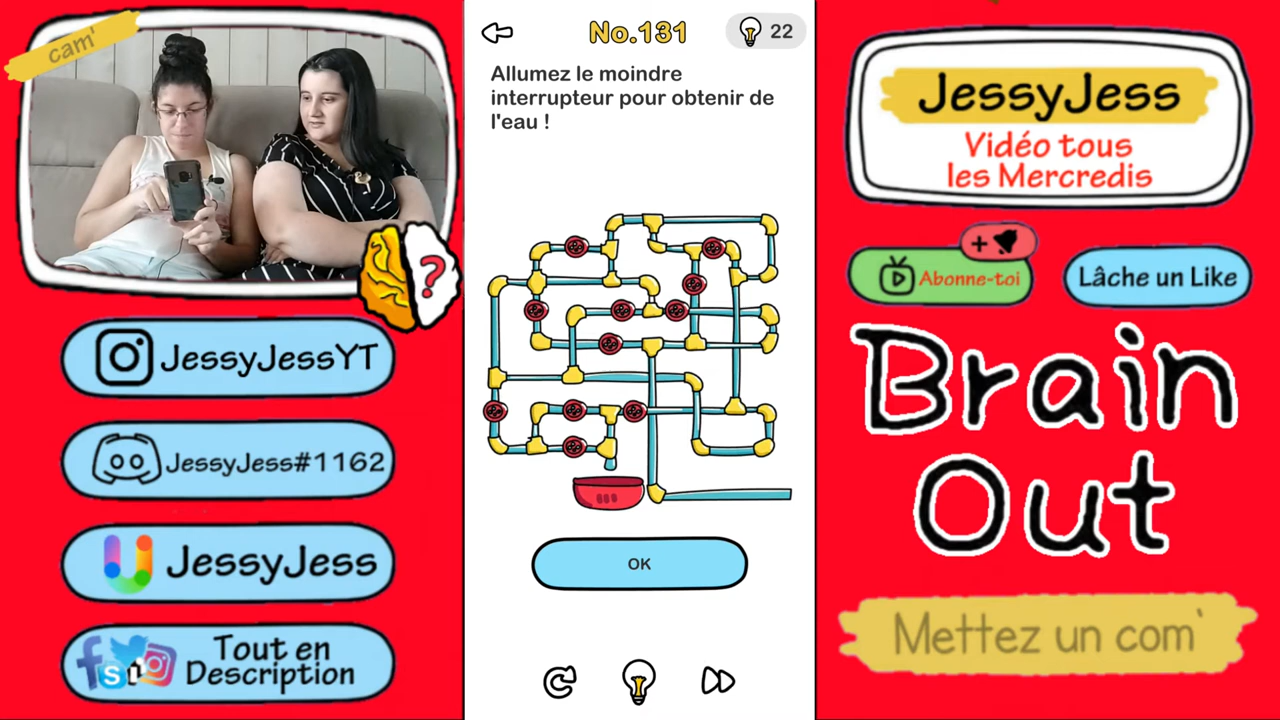 cam'
JessyJessYT
JessyJess#1162
JessyJess
Tout en
Description
No.131
22
Allumez le moindre
interrupteur pour obtenir de
l'eau !
OK
JessyJess
Vidéo tous
les Mercredis
+
Abonne-toi
Lâche un Like
Brain
Out
Mettez un com'